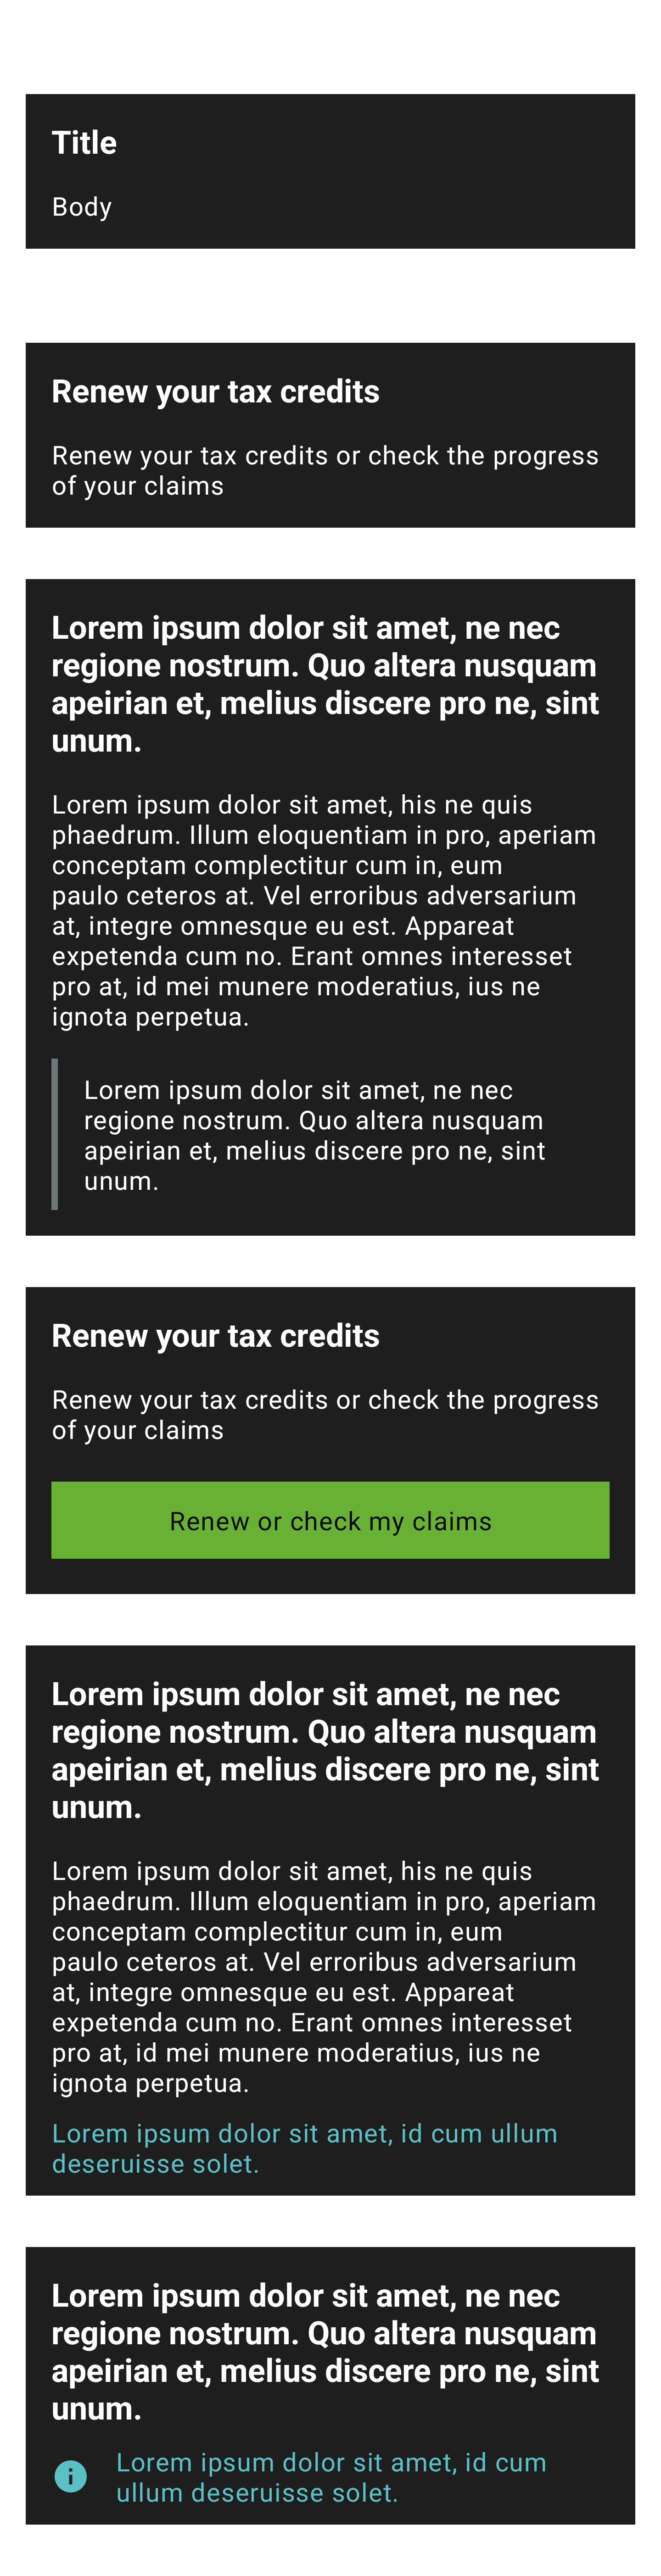 Title
Body
Renew your tax credits
Renew your tax credits or check the progress
of your claims
Lorem ipsum dolor sit amet, ne nec
regione nostrum. Quo altera nusquam
apeirian et, melius discere pro ne, sint
unum.
Lorem ipsum dolor sit amet, his ne quis
phaedrum. Illum eloquentiam in pro, aperiam
conceptam complectitur cum in, eum
paulo ceteros at. Vel erroribus adversarium
at, integre omnesque eu est. Appareat
expetenda cum no. Erant omnes interesset
pro at, id mei munere moderatius, ius ne
ignota perpetua.
Lorem ipsum dolor sit amet, ne nec
regione nostrum. Quo altera nusquam
apeirian et, melius discere pro ne, sint
unum.
Renew your tax credits
Renew your tax credits or check the progress
of your claims
Renew or check my claims
Lorem ipsum dolor sit amet, ne nec
regione nostrum. Quo altera nusquam
apeirian et, melius discere pro ne, sint
unum.
Lorem ipsum dolor sit amet, his ne quis
phaedrum. Illum eloquentiam in pro, aperiam
conceptam complectitur cum in, eum
paulo ceteros at. Vel erroribus adversarium
at, integre omnesque eu est. Appareat
expetenda cum no. Erant omnes interesset
pro at, id mei munere moderatius, ius ne
ignota perpetua.
Lorem ipsum dolor sit amet, id cum ullum
deseruisse solet.
Lorem ipsum dolor sit amet, ne nec
regione nostrum. Quo altera nusquam
apeirian et, melius discere pro ne, sint
unum.
Lorem ipsum dolor sit amet, id cum
ullum deseruisse solet.